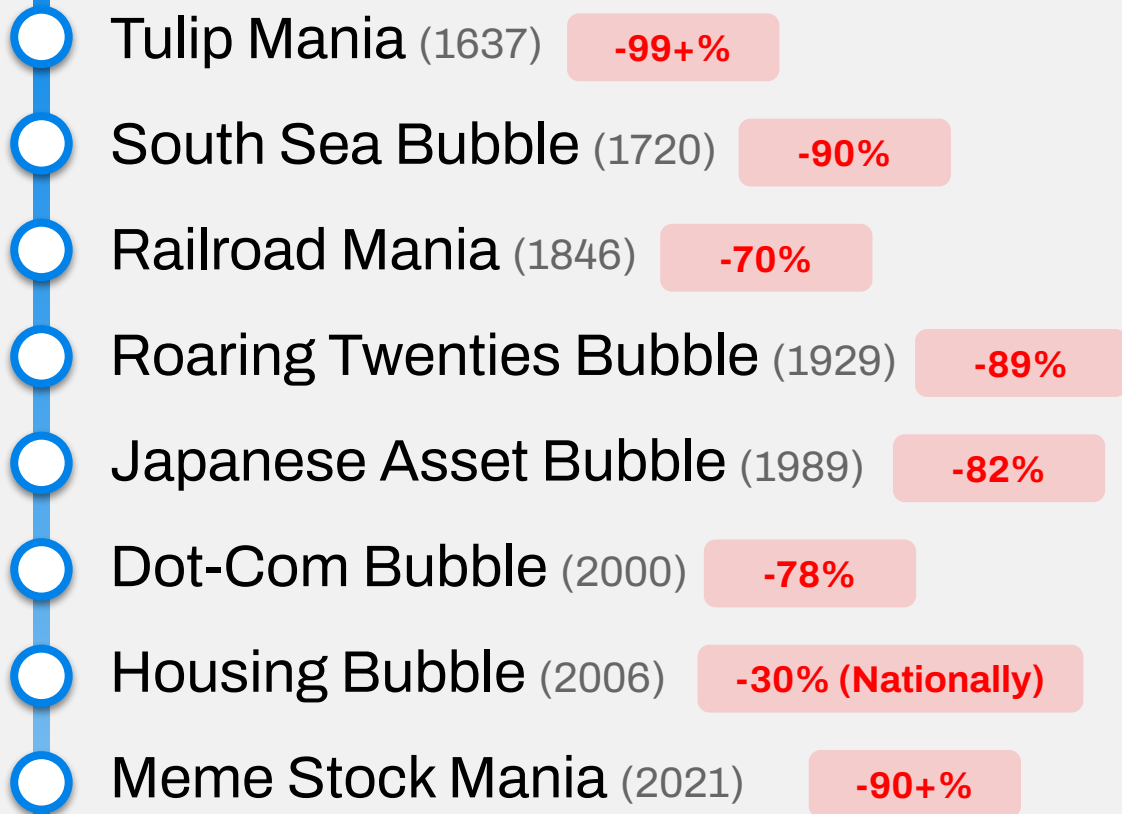 Tulip Mania (1637) -99+%
South Sea Bubble (1720) -90%
Railroad Mania (1846) -70%
Roaring Twenties Bubble (1929) -89%
Japanese Asset Bubble (1989) -82%
Dot-Com Bubble (2000) -78%
Housing Bubble (2006) -30% (Nationally)
Meme Stock Mania (2021) -90+%